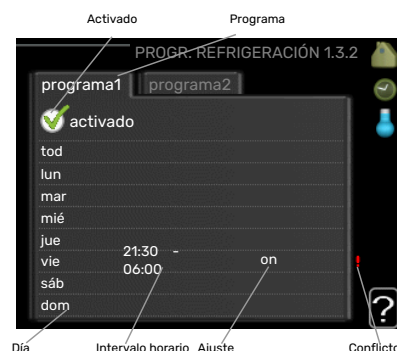 Activado Programa
PROGR. REFRIGERACIÓN 1.3.2
programa1 programa2
activado
tod
lun
mar
mié
jue
vie 21:30 - on !
06:00
sáb
dom
?
Día Intervalo horario Ajuste Conflicto